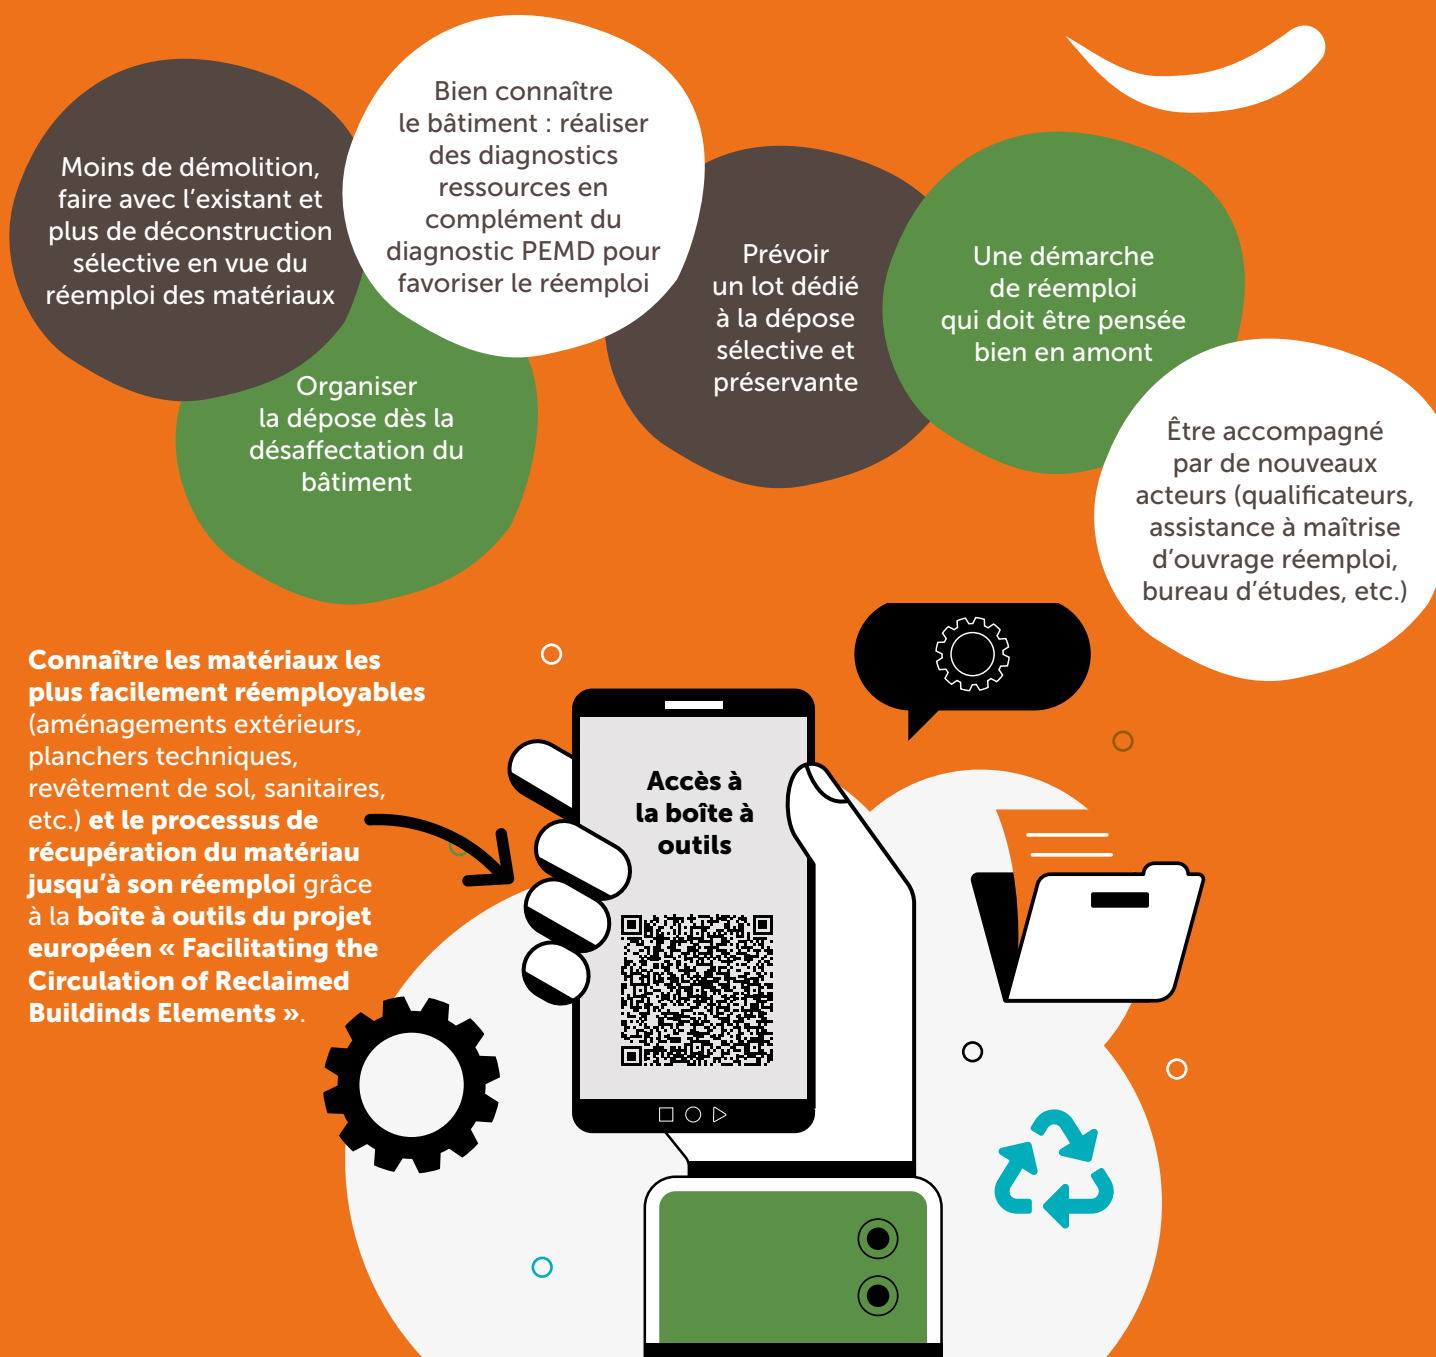 Moins de démolition,
faire avec l’existant et
plus de déconstruction
sélective en vue du
réemploi des matériaux
Bien connaître
le bâtiment : réaliser
des diagnostics
ressources en
complément du
diagnostic PEMD pour
favoriser le réemploi
Organiser
la dépose dès la
désaffectation du
bâtiment
Prévoir
un lot dédié
à la dépose
sélective et
préservante
Une démarche
de réemploi
qui doit être pensée
bien en amont
Être accompagné
par de nouveaux
acteurs (qualificateurs,
assistance à maîtrise
d’ouvrage réemploi,
bureau d’études, etc.)
Connaître les matériaux les
plus facilement réemployables
(aménagements extérieurs,
planchers techniques,
revêtement de sol, sanitaires,
etc.) et le processus de
récupération du matériau
jusqu’à son réemploi grâce
à la boîte à outils du projet
européen « Facilitating the
Circulation of Reclaimed
Buildinds Elements ».
Accès à
la boîte à
outils